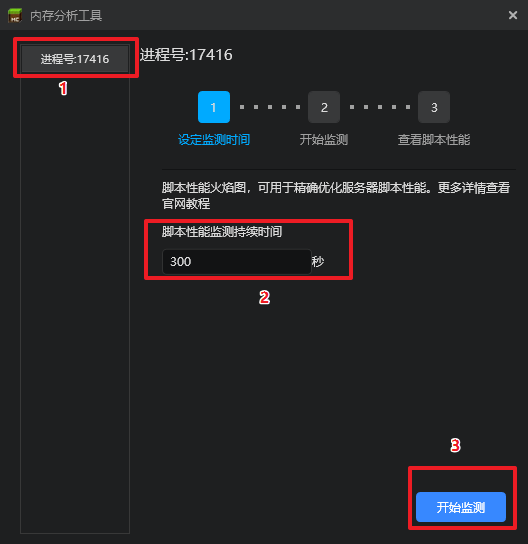 内存分析工具
进程号:17416
1
进程号:17416
1
2
3
设定监测时间
开始监测
查看脚本性能
脚本性能火焰图，可用于精确优化服务器脚本性能。更多详情查看
官网教程
脚本性能监测持续时间
300
秒
2
3
开始监测